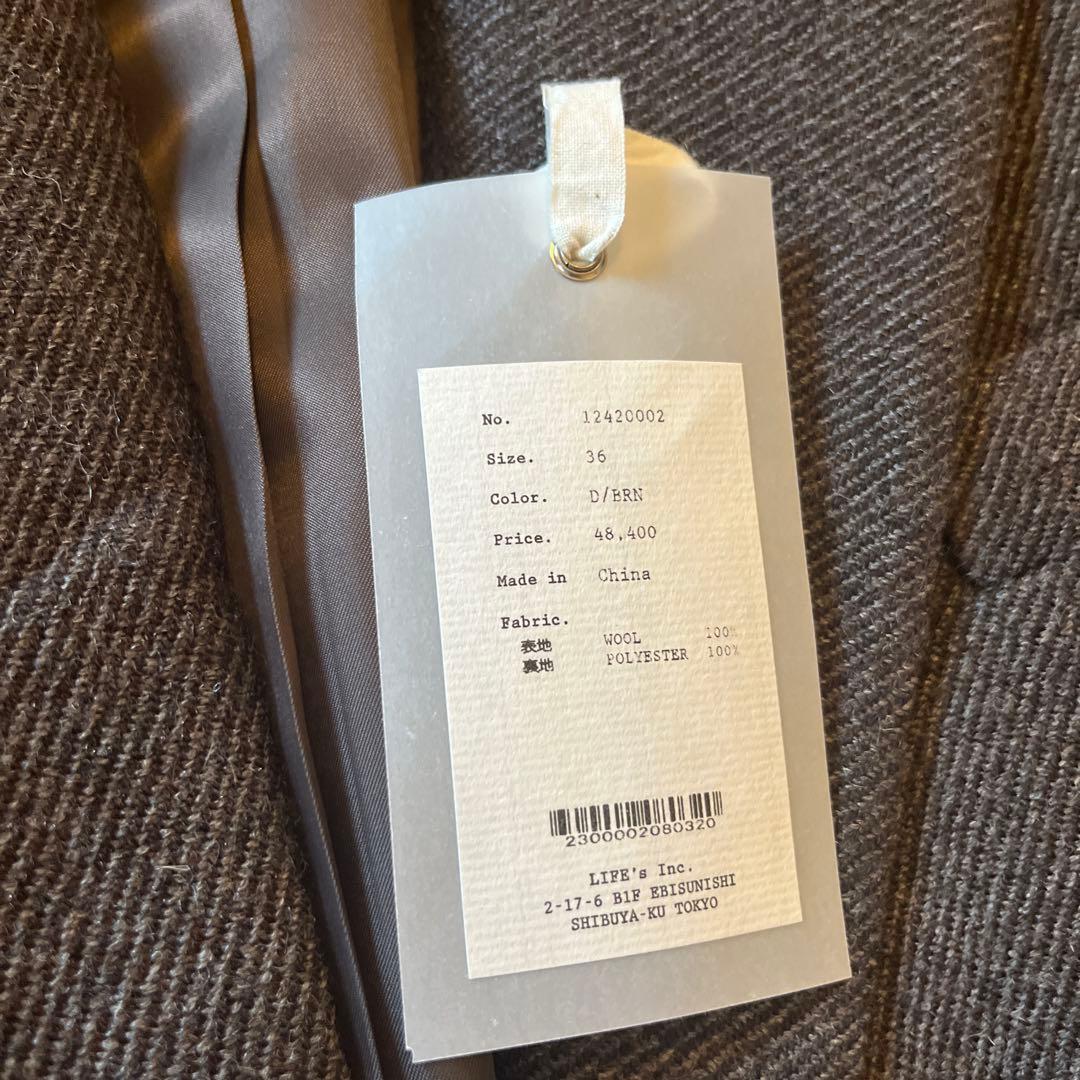 No. 12420002
Size. 36
Color. D/BRN
Price. 48,400
Made in China
Fabric.
表地 WOOL 100%
裏地 POLYESTER 100%
2300002080320
LIFE's Inc.
2-17-6 B1F EBISUNISHI
SHIBUYA-KU TOKYO